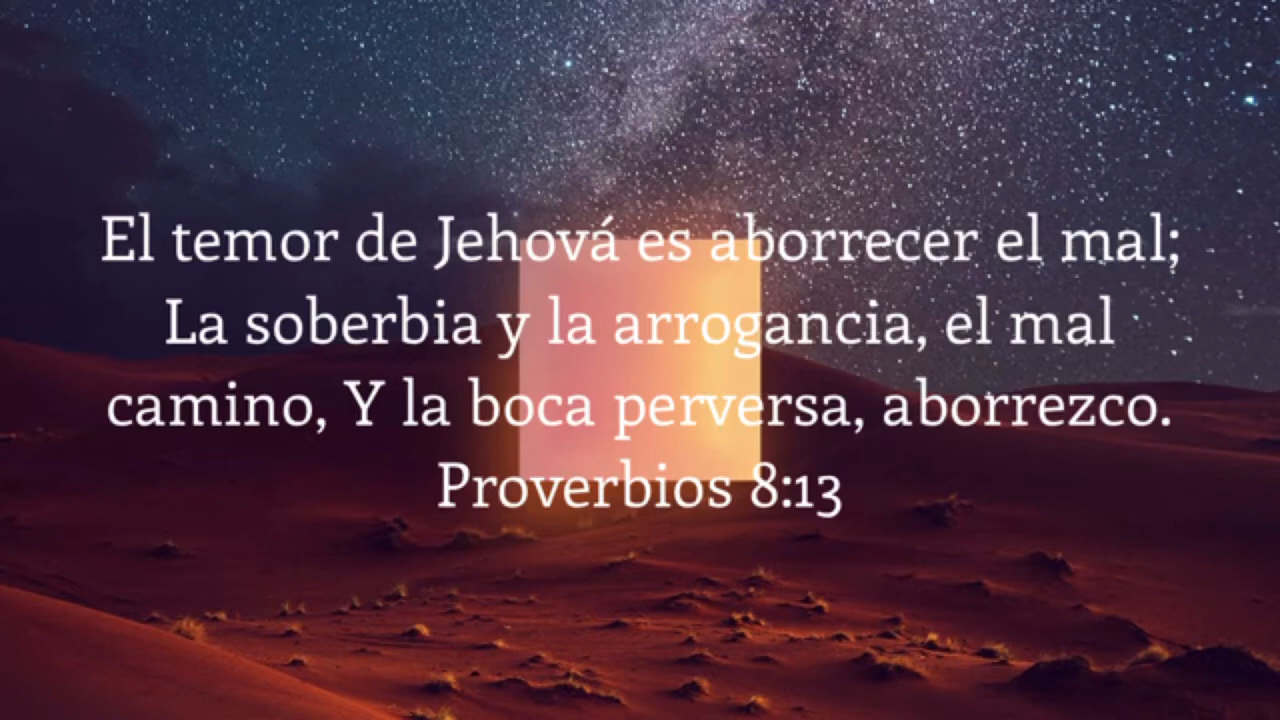 El temor de Jehová es aborrecer el mal;
La soberbia y la arrogancia, el mal
camino, Y la boca perversa, aborrezco.
Proverbios 8:13